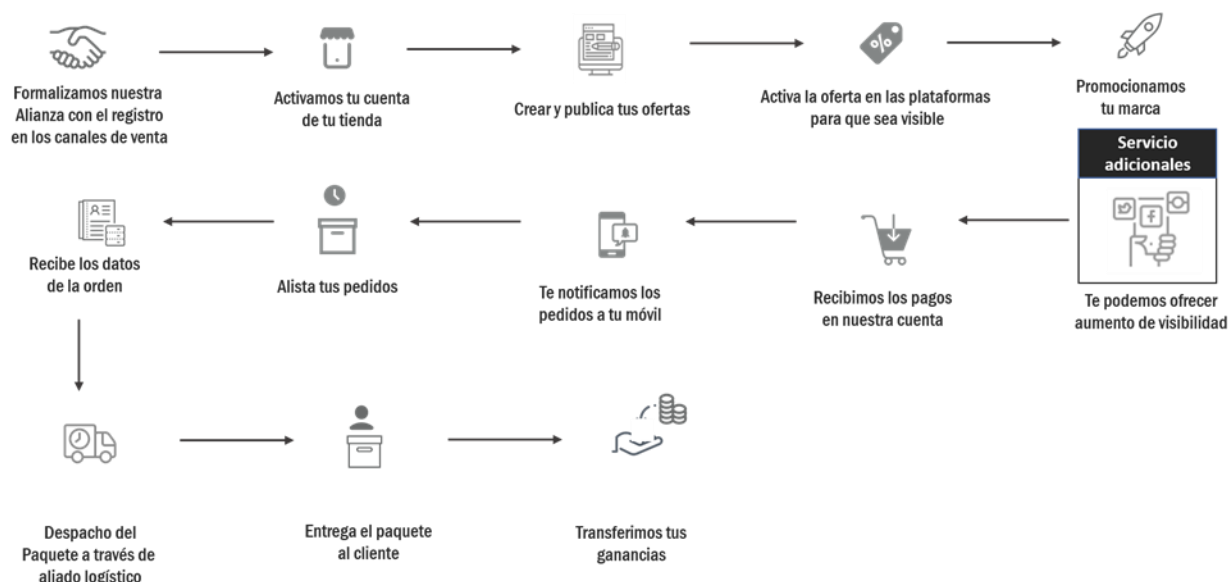 Formalizamos nuestra
Alianza con el registro
en los canales de venta
Activamos tu cuenta
de tu tienda
Crear y publica tus ofertas
Activa la oferta en las plataformas
para que sea visible
Promocionamos
tu marca
Servicio
adicionales
Te podemos ofrecer
aumento de visibilidad
Recibimos los pagos
en nuestra cuenta
Te notificamos los
pedidos a tu móvil
Alista tus pedidos
Recibe los datos
de la orden
Despacho del
Paquete a través de
aliado logístico
Entrega el paquete
al cliente
Transferimos tus
ganancias